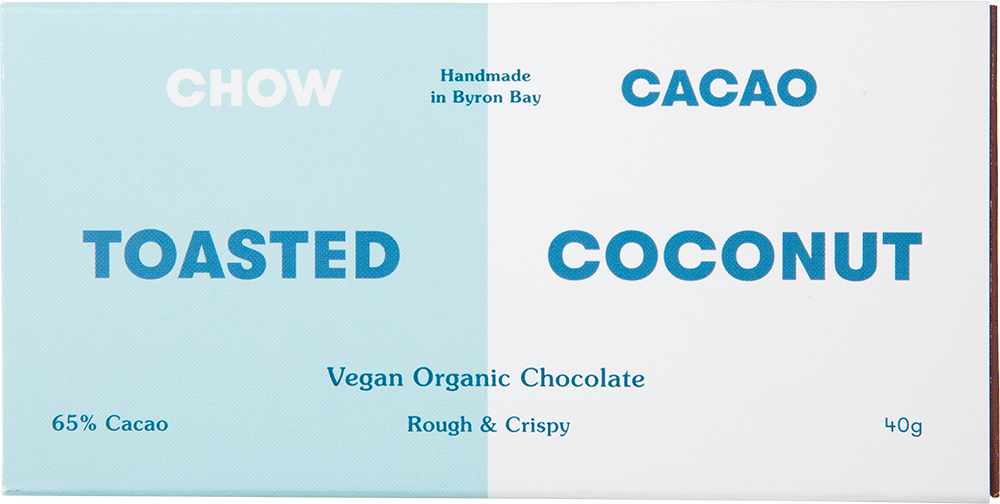 CHOW
Handmade
in Byron Bay
CACAO
TOASTED COCONUT
Vegan Organic Chocolate
65% Cacao
Rough & Crispy
40g